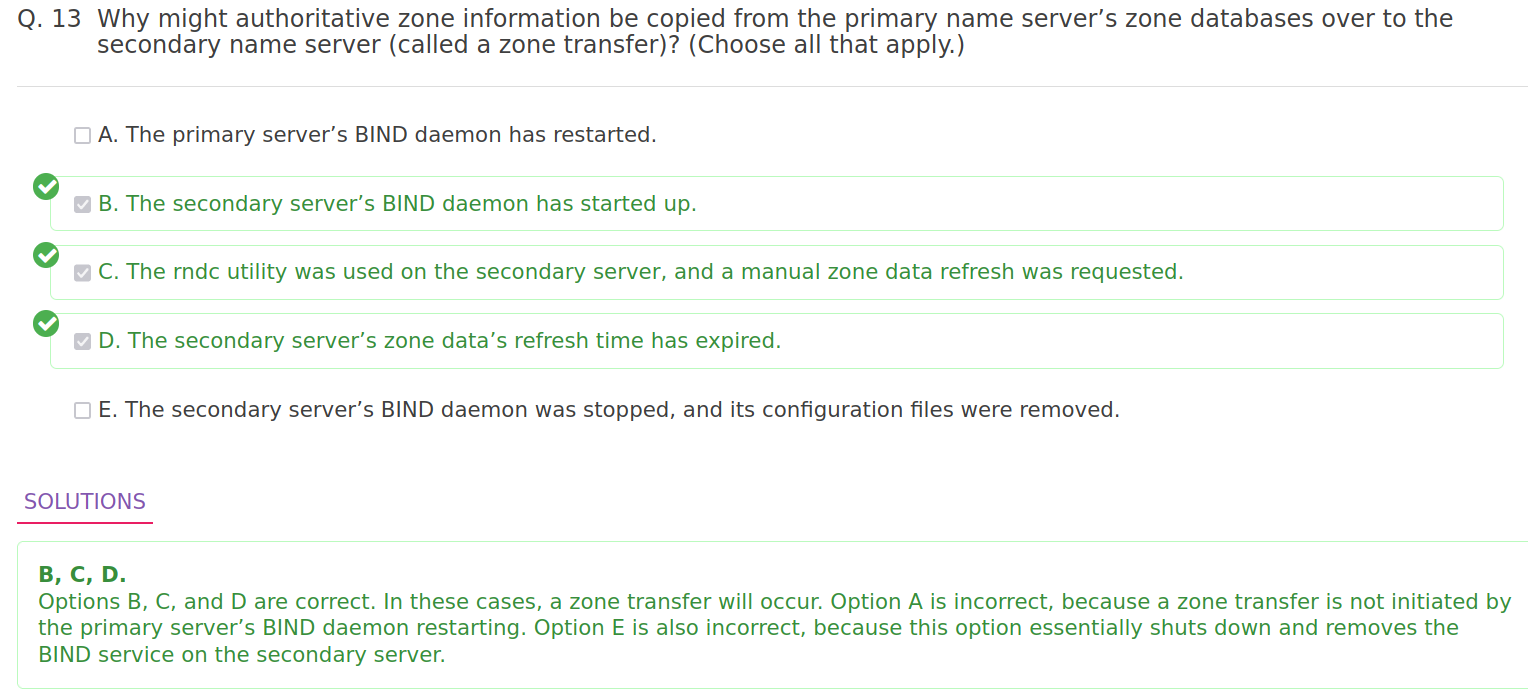 Q. 13 Why might authoritative zone information be copied from the primary name server’s zone databases over to the
secondary name server (called a zone transfer)? (Choose all that apply.)
A. The primary server’s BIND daemon has restarted.
B. The secondary server’s BIND daemon has started up.
C. The rndc utility was used on the secondary server, and a manual zone data refresh was requested.
D. The secondary server’s zone data’s refresh time has expired.
E. The secondary server’s BIND daemon was stopped, and its configuration files were removed.
SOLUTIONS
B, C, D.
Options B, C, and D are correct. In these cases, a zone transfer will occur. Option A is incorrect, because a zone transfer is not initiated by
the primary server’s BIND daemon restarting. Option E is also incorrect, because this option essentially shuts down and removes the
BIND service on the secondary server.